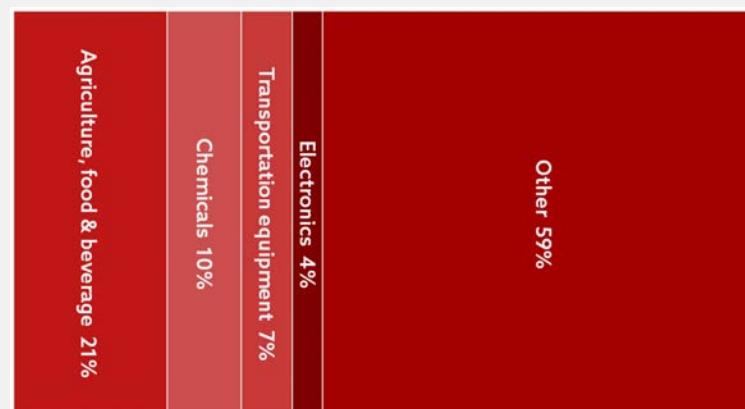 Agriculture, food & beverage 21%
Chemicals 10%
Transportation equipment 7%
Electronics 4%
Other 59%